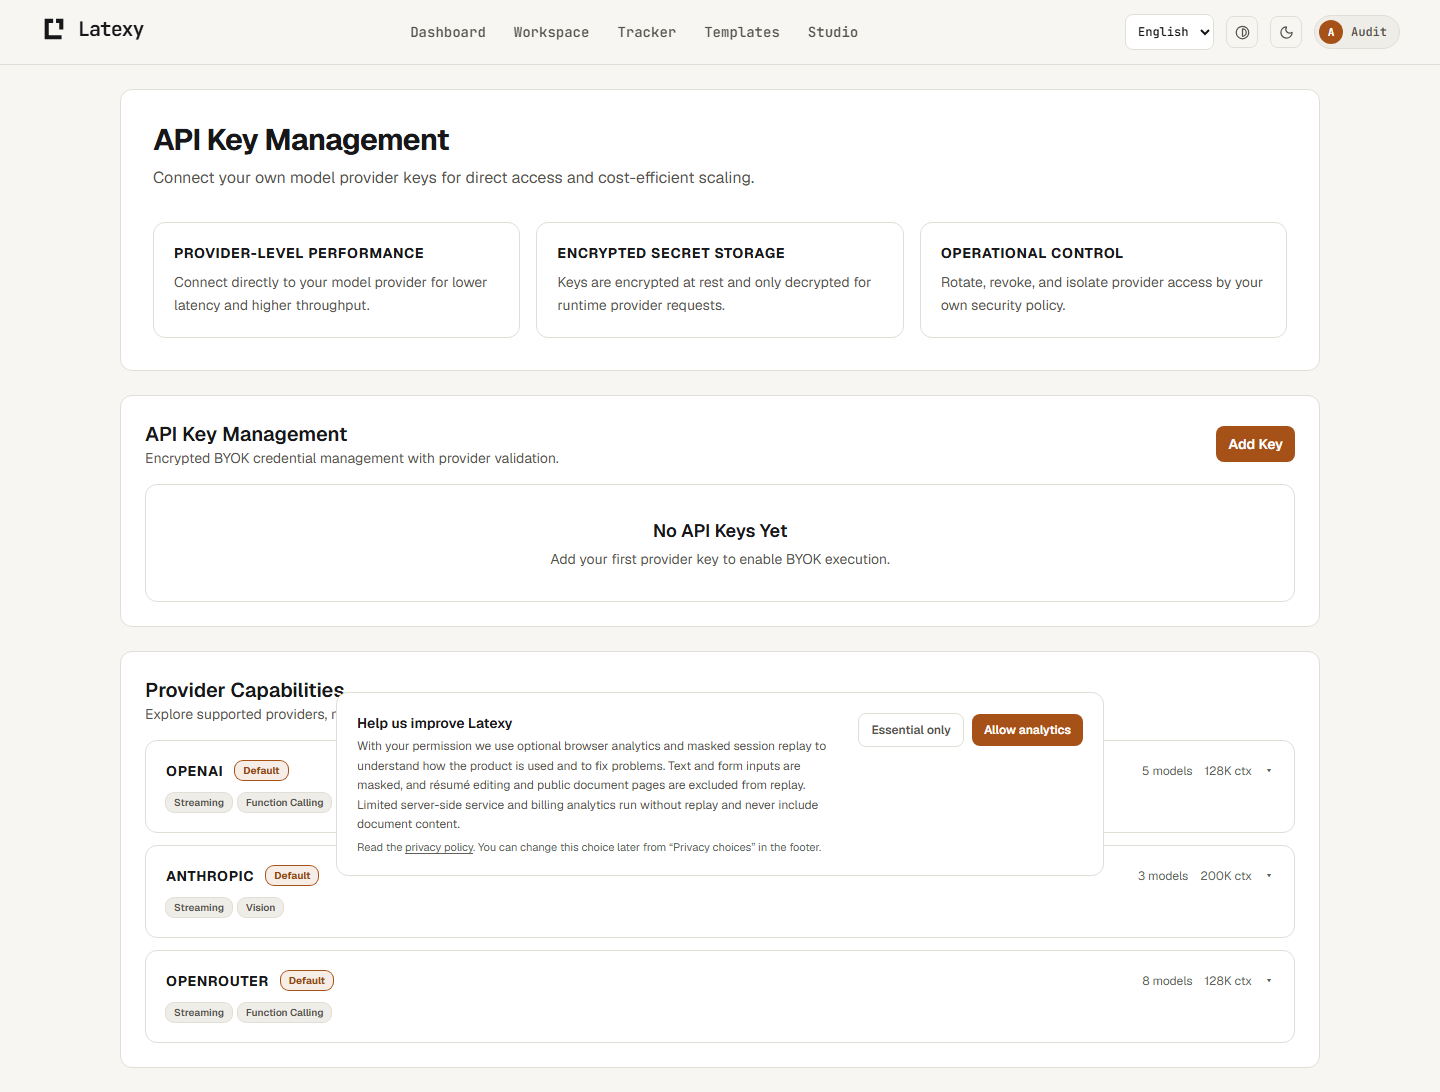 Latexy
Dashboard
Workspace
Tracker
Templates
Studio
English
A
Audit
API Key Management
Connect your own model provider keys for direct access and cost-efficient scaling.
PROVIDER-LEVEL PERFORMANCE
Connect directly to your model provider for lower
latency and higher throughput.
ENCRYPTED SECRET STORAGE
Keys are encrypted at rest and only decrypted for
runtime provider requests.
OPERATIONAL CONTROL
Rotate, revoke, and isolate provider access by your
own security policy.
API Key Management
Encrypted BYOK credential management with provider validation.
Add Key
No API Keys Yet
Add your first provider key to enable BYOK execution.
Provider Capabilities
Explore supported providers,
Help us improve Latexy
With your permission we use optional browser analytics and masked session replay to
understand how the product is used and to fix problems. Text and form inputs are
masked, and résumé editing and public document pages are excluded from replay.
Limited server-side service and billing analytics run without replay and never include
document content.
Read the privacy policy. You can change this choice later from “Privacy choices” in the footer.
Essential only
Allow analytics
OPENAI
Default
Streaming
Function Calling
5 models
128K ctx
ANTHROPIC
Default
Streaming
Vision
3 models
200K ctx
OPENROUTER
Default
Streaming
Function Calling
8 models
128K ctx